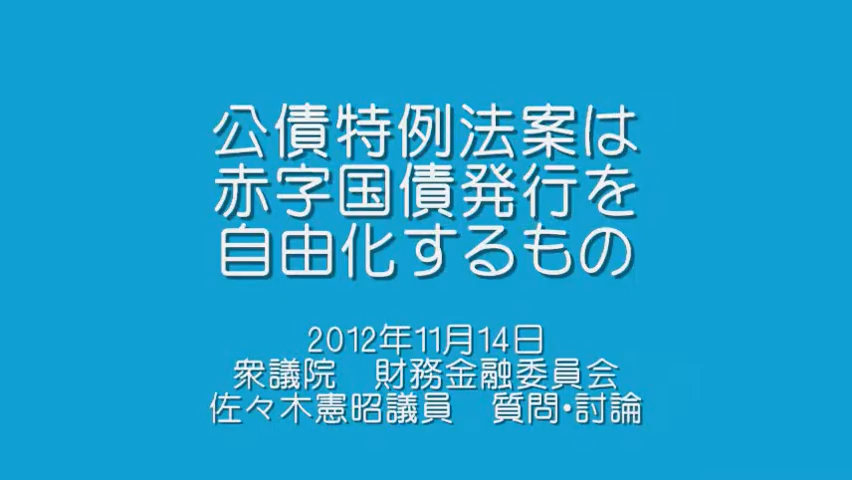 公債特例法案は
赤字国債発行を
自由化するもの
2012年11月14日
衆議院　財務金融委員会
佐々木憲昭議員　質問・討論